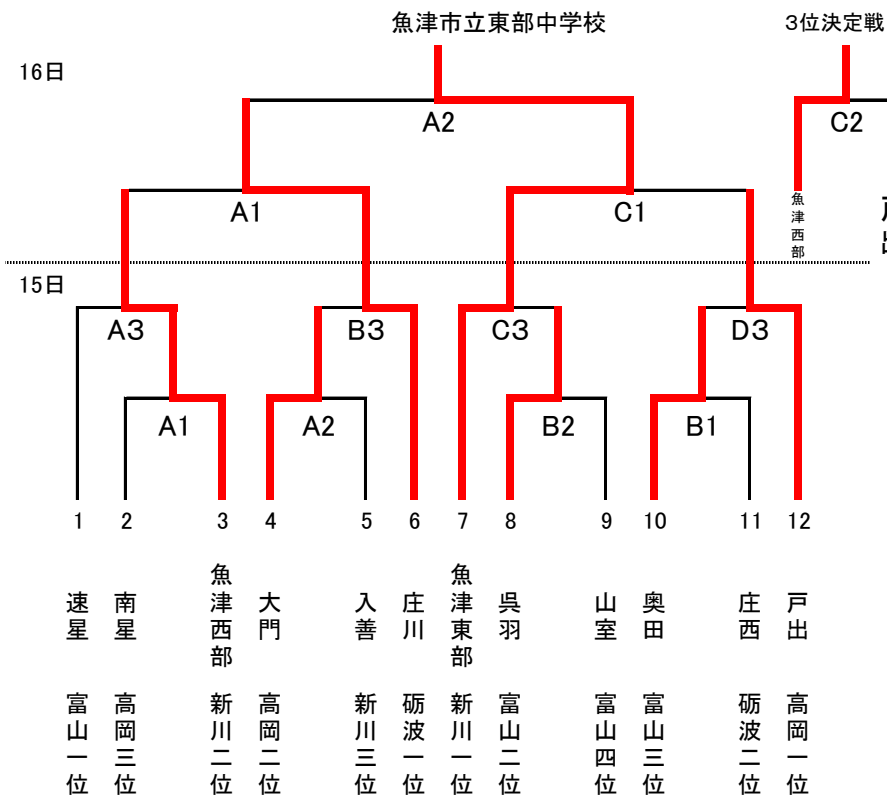 魚津市立東部中学校
3位決定戦
16日
A2
C2
A1
C1
魚津西部
15日
A3
B3
C3
D3
A1
A2
B2
B1
1 2 3 4 5 6 7 8 9 10 11 12
速星
南星
魚津西部
大門
入善
庄川
魚津東部
呉羽
山室
奥田
庄西
戸出
富山一位
高岡三位
新川二位
高岡二位
新川三位
砺波一位
新川一位
富山二位
富山四位
富山三位
砺波二位
高岡一位